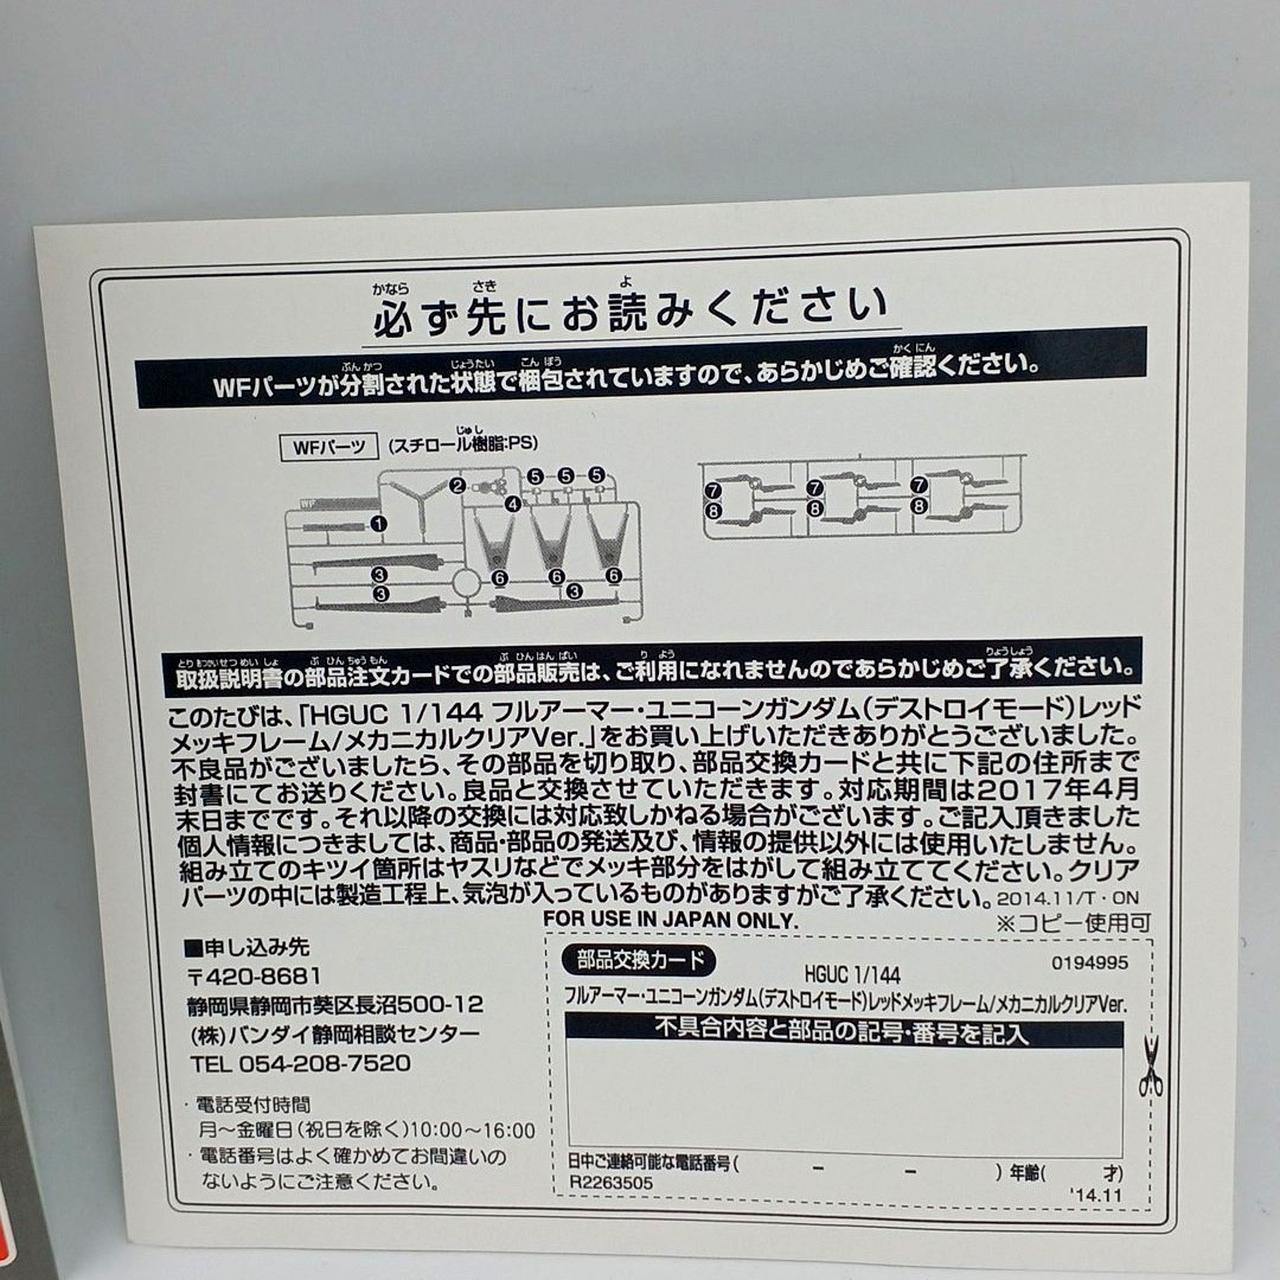 必ず先にお読みください
WFパーツが分割された状態で梱包されていますので、あらかじめご確認ください。
WFパーツ (スチロール樹脂:PS)
取扱説明書の部品注文カードでの部品販売は、ご利用になれませんのであらかじめご了承ください。
このたびは、「HGUC 1/144 フルアーマー・ユニコーンガンダム(デストロイモード)レッド
メッキフレーム/メカニカルクリアVer.」をお買い上げいただきありがとうございました。
不良品がございましたら、その部品を切り取り、部品交換カードと共に下記の住所まで
封書にてお送りください。良品と交換させていただきます。対応期間は2017年4月
末日までです。それ以降の交換には対応致しかねる場合がございます。ご記入頂きました
個人情報につきましては、商品・部品の発送及び、情報の提供以外には使用いたしません。
組み立てのキツイ箇所はヤスリなどでメッキ部分をはがして組み立ててください。クリア
パーツの中には製造工程上、気泡が入っているものがありますがご了承ください。2014.11/T・ON
FOR USE IN JAPAN ONLY.
※コピー使用可
■申し込み先
〒420-8681
静岡県静岡市葵区長沼500-12
(株)バンダイ静岡相談センター
TEL 054-208-7520
・電話受付時間
月～金曜日(祝日を除く)10:00～16:00
・電話番号はよく確かめてお間違いの
ないようにご注意ください。
部品交換カード
HGUC 1/144
0194995
フルアーマー・ユニコーンガンダム(デストロイモード)レッドメッキフレーム/メカニカルクリアVer.
不具合内容と部品の記号・番号を記入
日中ご連絡可能な電話番号( － － ) 年齢( 才)
R2263505
'14.11